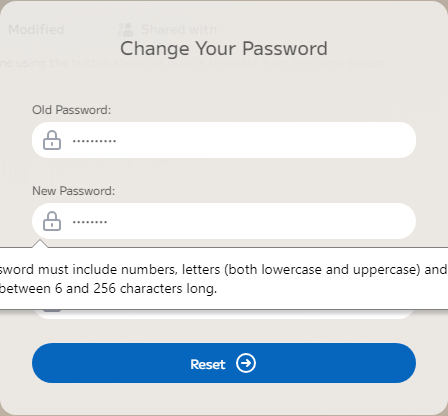 Modified Shared with
Change Your Password
Old Password:
New Password:
sword must include numbers, letters (both lowercase and uppercase) and
between 6 and 256 characters long.
Reset